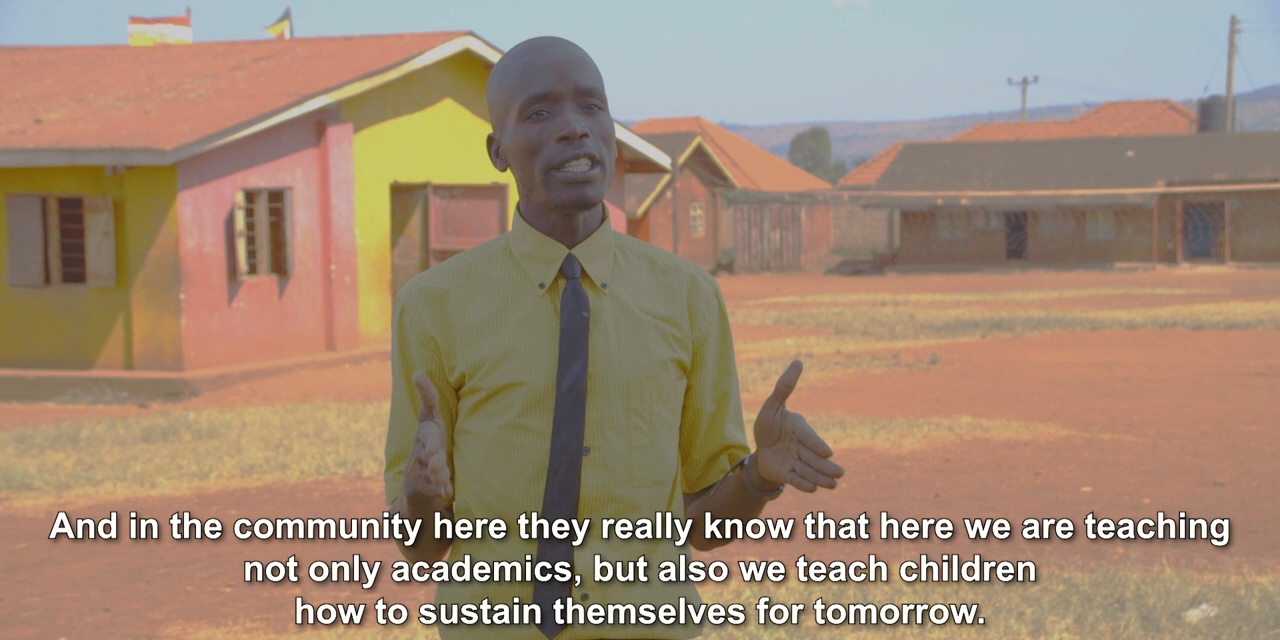 And in the community here they really know that here we are teaching
not only academics, but also we teach children
how to sustain themselves for tomorrow.